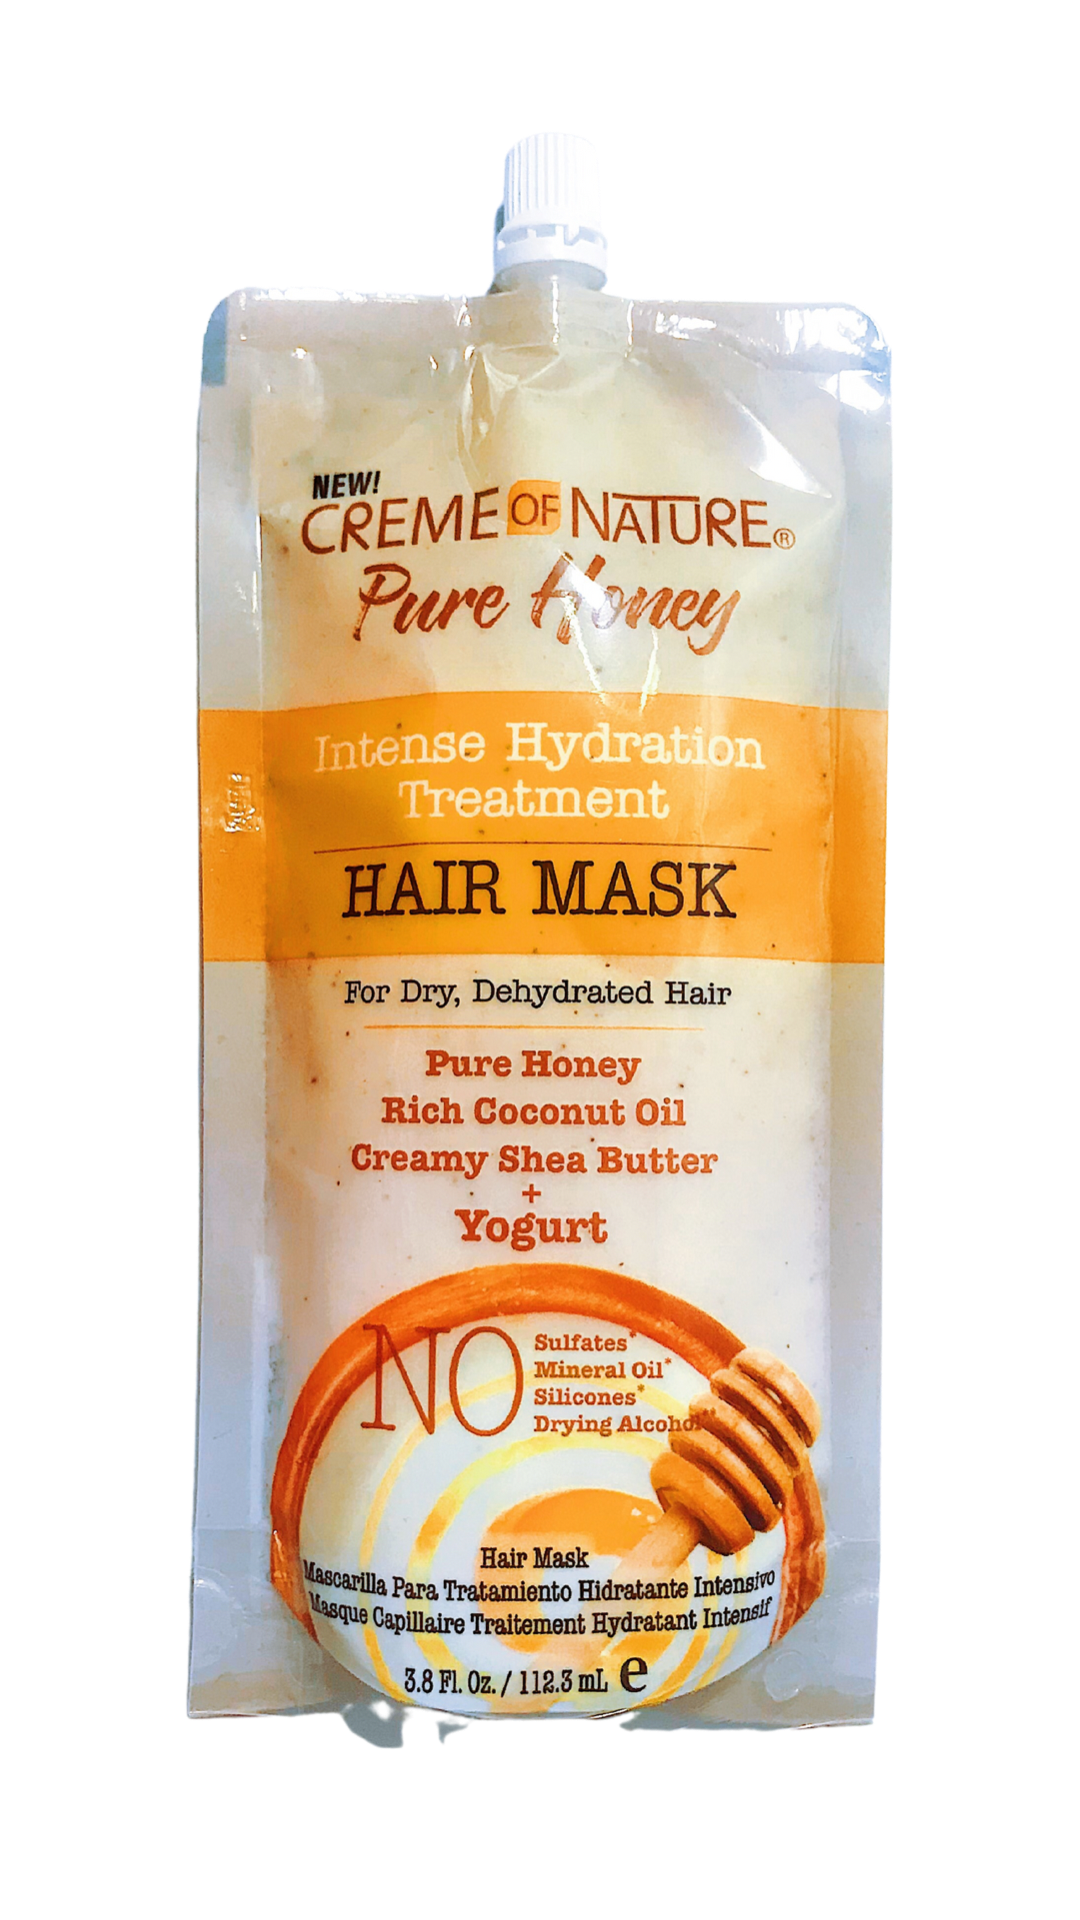 NEW!
CREME OF NATURE®
Pure Honey
Intense Hydration
Treatment
HAIR MASK
For Dry, Dehydrated Hair
Pure Honey
Rich Coconut Oil
Creamy Shea Butter
+
Yogurt
NO
Sulfates*
Mineral Oil*
Silicones*
Drying Alcohol**
Hair Mask
Mascarilla Para Tratamiento Hidratante Intensivo
Masque Capillaire Traitement Hydratant Intensif
3.8 Fl. Oz. / 112.3 mL e